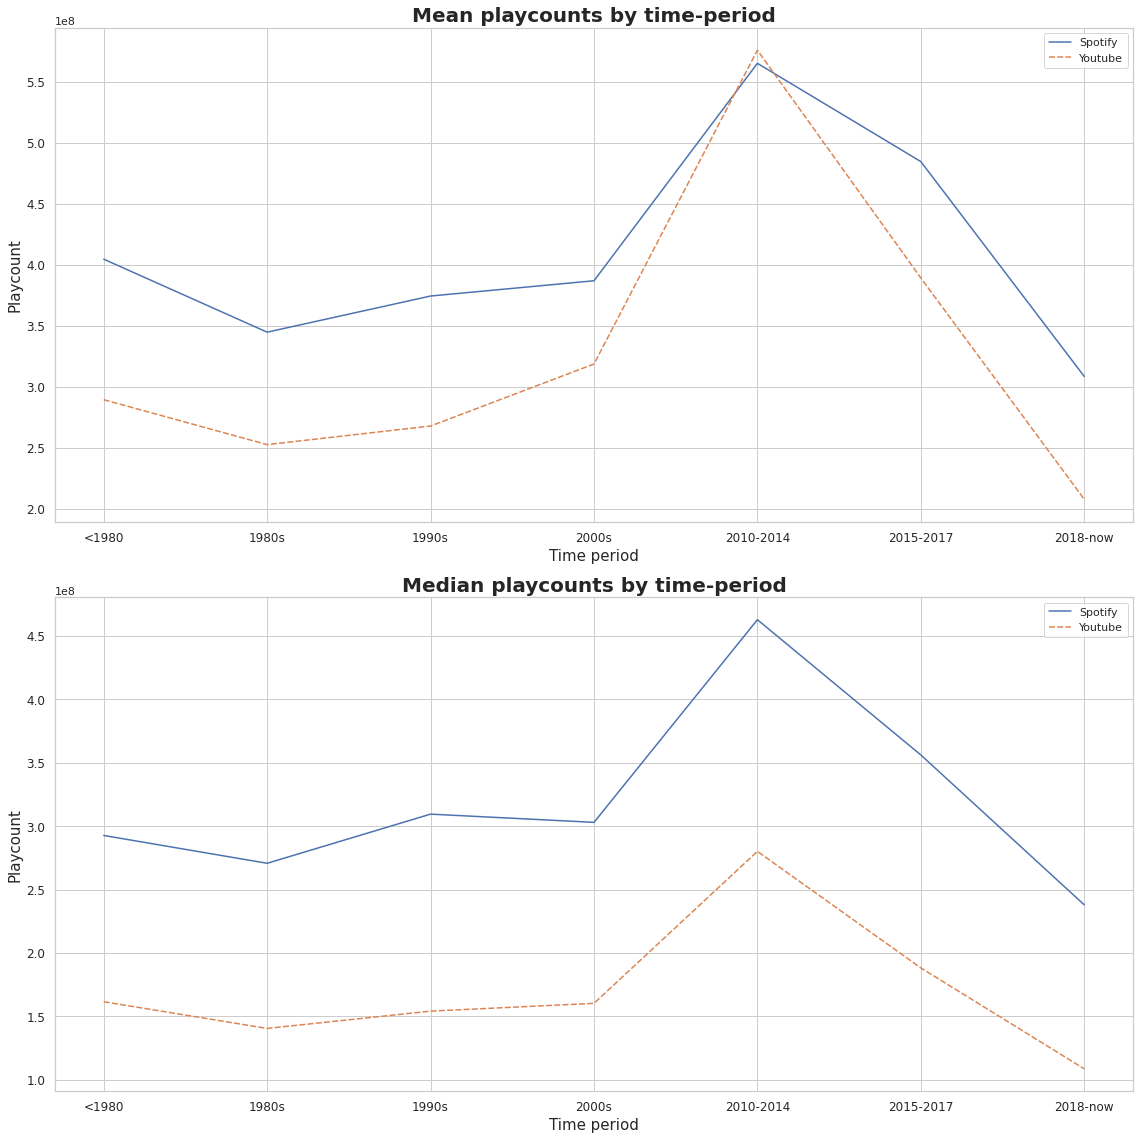 Mean playcounts by time-period
1e8
Spotify
Youtube
5.5
5.0
4.5
4.0
3.5
3.0
2.5
2.0
Playcount
<1980 1980s 1990s 2000s 2010-2014 2015-2017 2018-now
Time period
Median playcounts by time-period
1e8
Spotify
Youtube
4.5
4.0
3.5
3.0
2.5
2.0
1.5
1.0
Playcount
<1980 1980s 1990s 2000s 2010-2014 2015-2017 2018-now
Time period